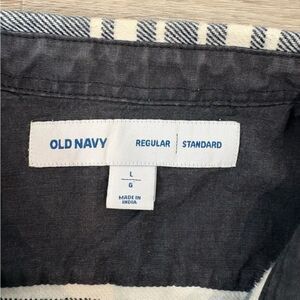 OLD NAVY REGULAR STANDARD
L
G
MADE IN
INDIA